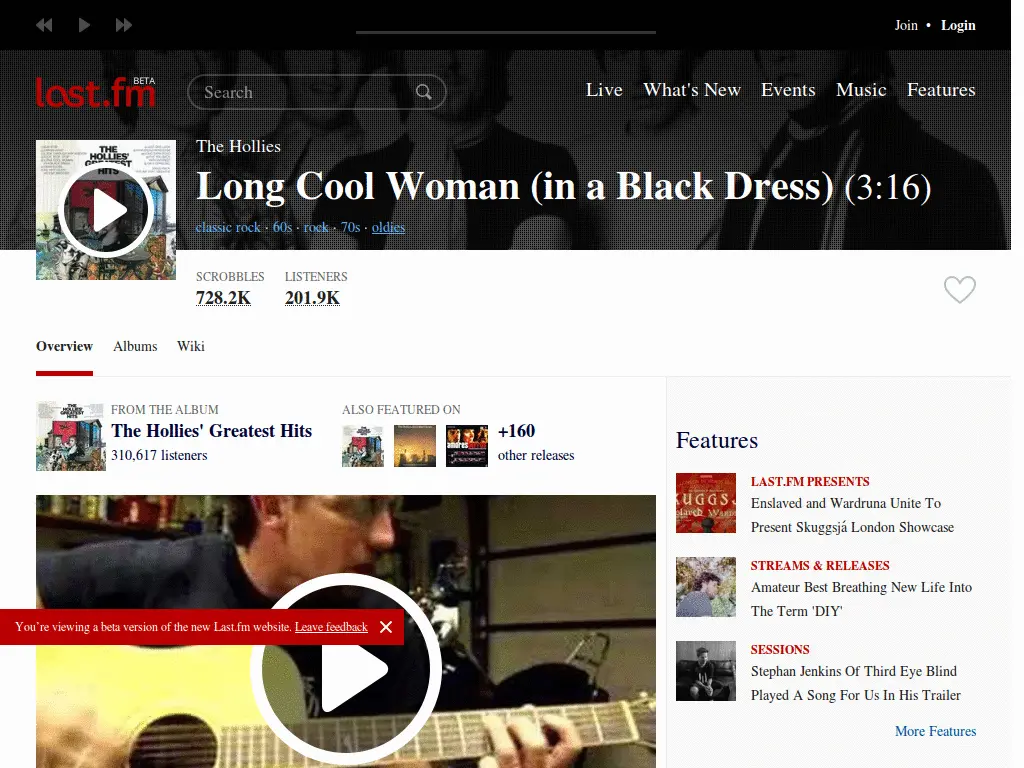 Join • Login
last.fm BETA
Search
Live What's New Events Music Features
The Hollies
Long Cool Woman (in a Black Dress) (3:16)
classic rock · 60s · rock · 70s · oldies
THE HOLLIES' GREATEST HITS
SCROBBLES LISTENERS
728.2K 201.9K
Overview Albums Wiki
FROM THE ALBUM
The Hollies' Greatest Hits
310,617 listeners
ALSO FEATURED ON
+160
other releases
Features
LAST.FM PRESENTS
Enslaved and Wardruna Unite To
Present Skuggsjá London Showcase
STREAMS & RELEASES
Amateur Best Breathing New Life Into
The Term 'DIY'
SESSIONS
Stephan Jenkins Of Third Eye Blind
Played A Song For Us In His Trailer
More Features
You're viewing a beta version of the new Last.fm website. Leave feedback